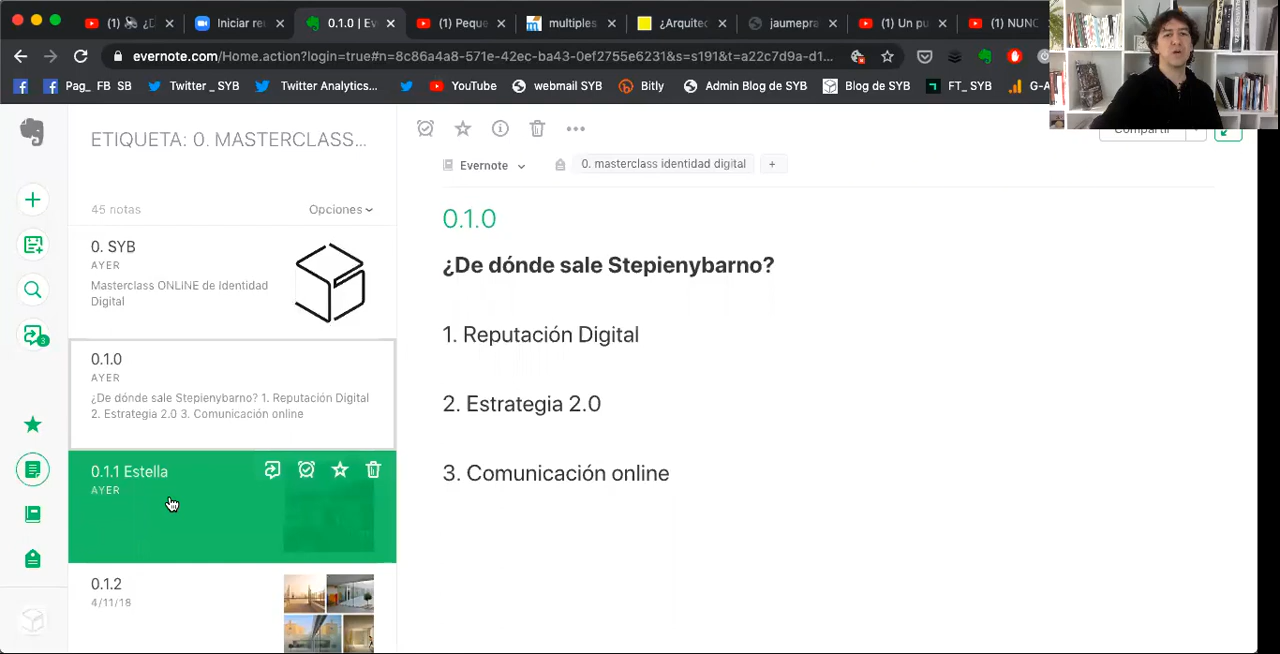 (1)
¿D
Iniciar re
0.1.0 | Ev
(1) Peque
multiples
¿Arquitec
jaumepra
(1) Un pu
(1) NUNC
evernote.com/Home.action?login=true#n=8c86a4a8-571e-42ec-ba43-0ef2755e6231&s=s191&t=a22c7d9a-d1...
Pag_ FB SB
Twitter _ SYB
Twitter Analytics...
YouTube
webmail SYB
Bitly
Admin Blog de SYB
Blog de SYB
FT_ SYB
G-A
ETIQUETA: 0. MASTERCLASS...
45 notas
Opciones
0. SYB
AYER
Masterclass ONLINE de Identidad
Digital
0.1.0
AYER
¿De dónde sale Stepienybarno? 1. Reputación Digital
2. Estrategia 2.0 3. Comunicación online
0.1.1 Estella
AYER
0.1.2
4/11/18
3
Compartir
Evernote
0. masterclass identidad digital
+
0.1.0
¿De dónde sale Stepienybarno?
1. Reputación Digital
2. Estrategia 2.0
3. Comunicación online